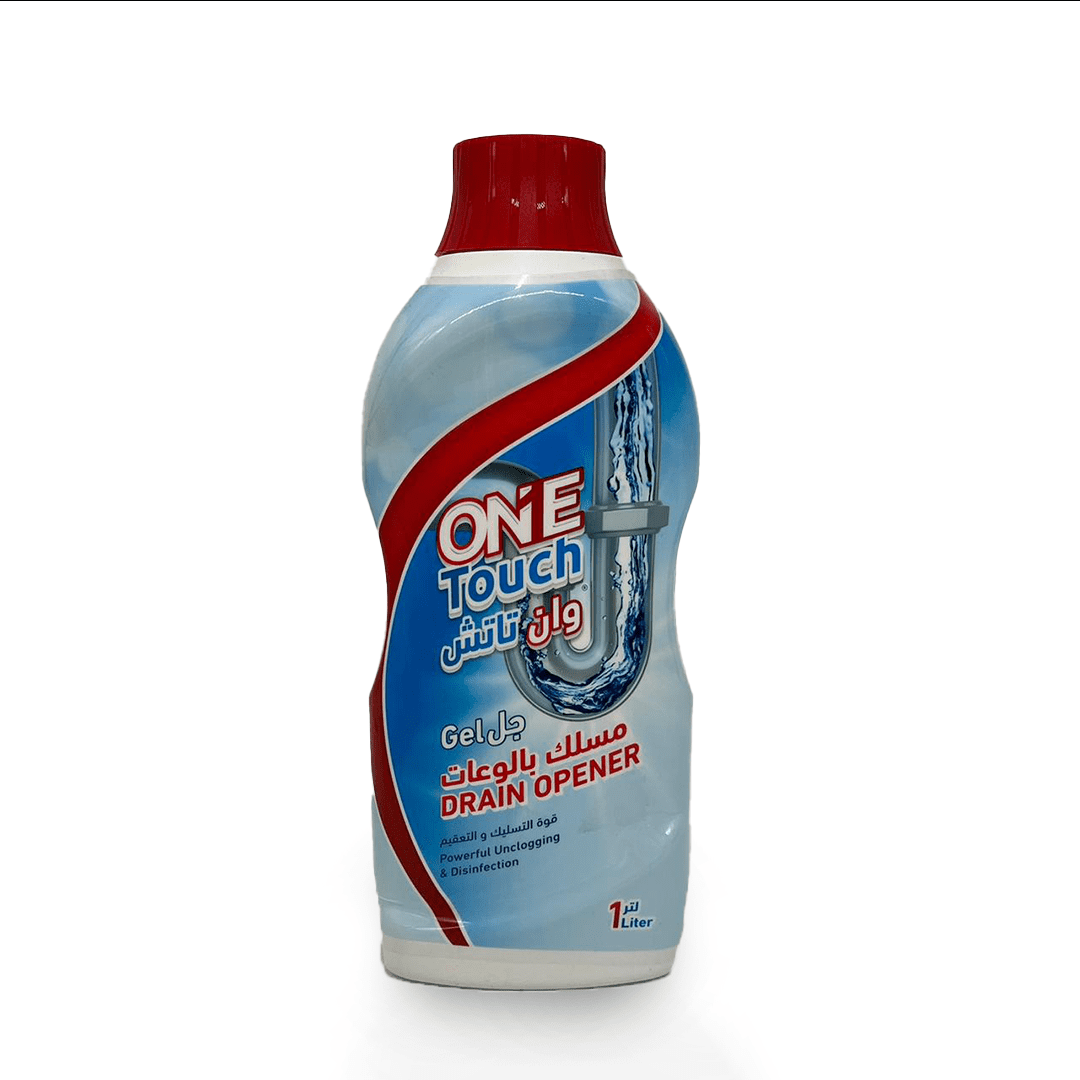 ONE
Touch
وان تاتش
Gel جل
مسلك بالوعات
DRAIN OPENER
قوة التسليك و التعقيم
Powerful Unclogging
& Disinfection
1 لتر
Liter